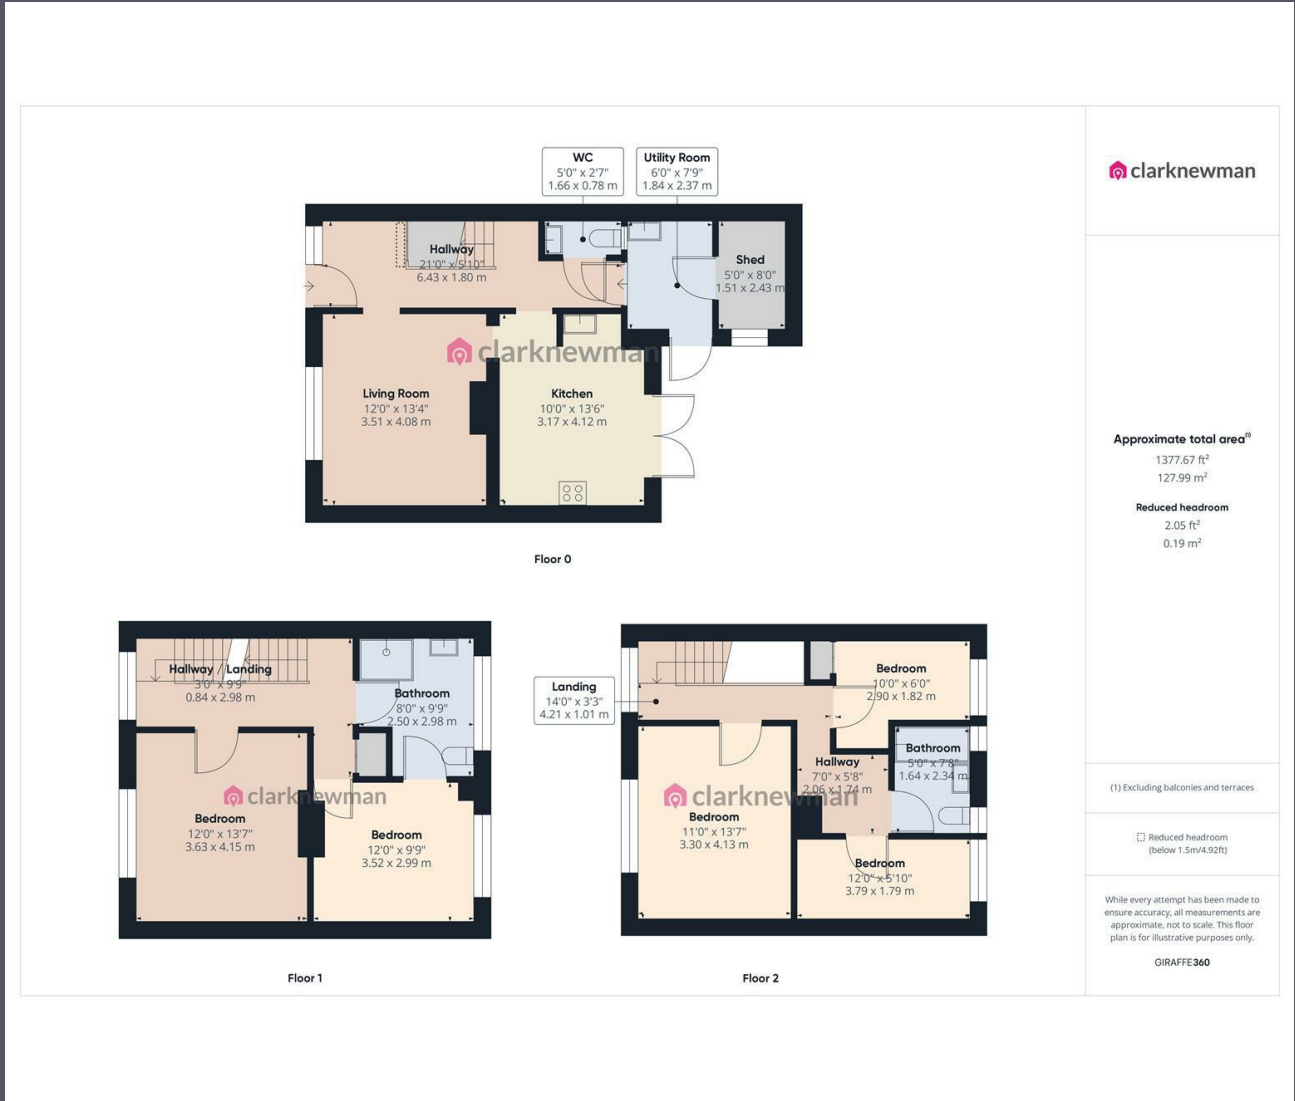 WC
5'0" x 2'7"
1.66 x 0.78 m
Utility Room
6'0" x 7'9"
1.84 x 2.37 m
Hallway
21'0" x 5'10"
6.43 x 1.80 m
Shed
5'0" x 8'0"
1.51 x 2.43 m
clarknewman
Living Room
12'0" x 13'4"
3.51 x 4.08 m
Kitchen
10'0" x 13'6"
3.17 x 4.12 m
Floor 0
Hallway / Landing
3'0" x 9'9"
0.84 x 2.98 m
Bathroom
8'0" x 9'9"
2.50 x 2.98 m
clarknewman
Bedroom
12'0" x 13'7"
3.63 x 4.15 m
Bedroom
12'0" x 9'9"
3.52 x 2.99 m
Floor 1
Landing
14'0" x 3'3"
4.21 x 1.01 m
Bedroom
10'0" x 6'0"
2.90 x 1.82 m
Bathroom
5'0" x 7'8"
1.64 x 2.34 m
Hallway
7'0" x 5'8"
2.06 x 1.74 m
clarknewman
Bedroom
11'0" x 13'7"
3.30 x 4.13 m
Bedroom
12'0" x 5'10"
3.79 x 1.79 m
Floor 2
clarknewman
Approximate total area(1)
1377.67 ft²
127.99 m²
Reduced headroom
2.05 ft²
0.19 m²
(1) Excluding balconies and terraces
Reduced headroom
(below 1.5m/4.92ft)
While every attempt has been made to
ensure accuracy, all measurements are
approximate, not to scale. This floor
plan is for illustrative purposes only.
GIRAFFE360